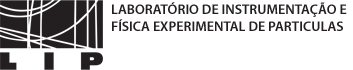 LABORATÓRIO DE INSTRUMENTAÇÃO E
FÍSICA EXPERIMENTAL DE PARTICULAS
LIP